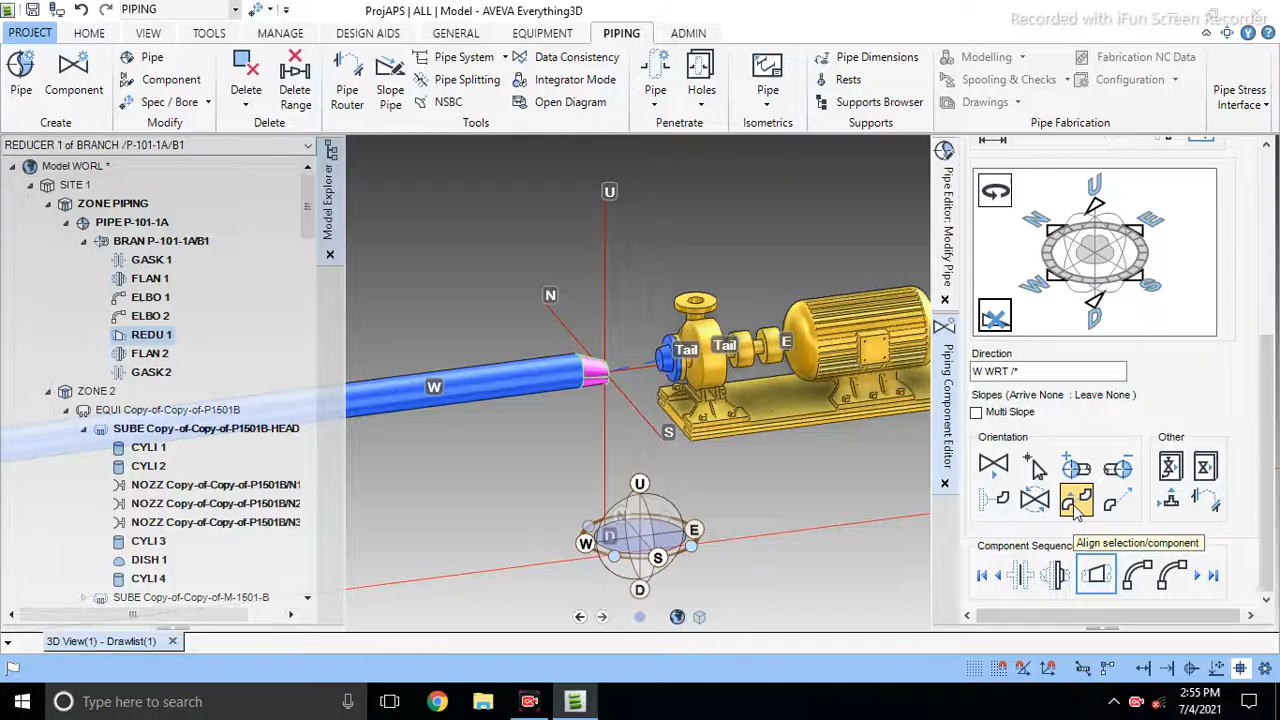 PIPING
ProjAPS | ALL | Model - AVEVA Everything3D
Recorded with iFun Screen Recorder
PROJECT
HOME
VIEW
TOOLS
MANAGE
DESIGN AIDS
GENERAL
EQUIPMENT
PIPING
ADMIN
Pipe
Component
Create
Pipe
Component
Spec / Bore
Modify
Delete
Delete
Range
Delete
Pipe
Router
Slope
Pipe
Pipe System
Pipe Splitting
NSBC
Data Consistency
Integrator Mode
Open Diagram
Tools
Pipe
Holes
Penetrate
Pipe
Isometrics
Pipe Dimensions
Rests
Supports Browser
Supports
Modelling
Spooling & Checks
Drawings
Fabrication NC Data
Configuration
Pipe Fabrication
Pipe Stress
Interface
REDUCER 1 of BRANCH /P-101-1A/B1
Model WORL *
SITE 1
ZONE PIPING
PIPE P-101-1A
BRAN P-101-1A/B1
GASK 1
FLAN 1
ELBO 1
ELBO 2
REDU 1
FLAN 2
GASK 2
ZONE 2
EQUI Copy-of-Copy-of-P1501B
SUBE Copy-of-Copy-of-P1501B-HEAD
CYLI 1
CYLI 2
NOZZ Copy-of-Copy-of-P1501B/N1
NOZZ Copy-of-Copy-of-P1501B/N2
NOZZ Copy-of-Copy-of-P1501B/N3
CYLI 3
DISH 1
CYLI 4
SUBE Copy-of-Copy-of-M-1501-B
Model Explorer
U
N
Tail
Tail
E
W
S
U
N
E
W
D
S
D
Pipe Editor: Modify Pipe
Piping Component Editor
U
N
E
W
S
D
Direction
W WRT /*
Slopes (Arrive None : Leave None )
Multi Slope
Orientation
Other
Align selection/component
Component Sequence
3D View(1) - Drawlist(1)
Type here to search
2:55 PM
7/4/2021